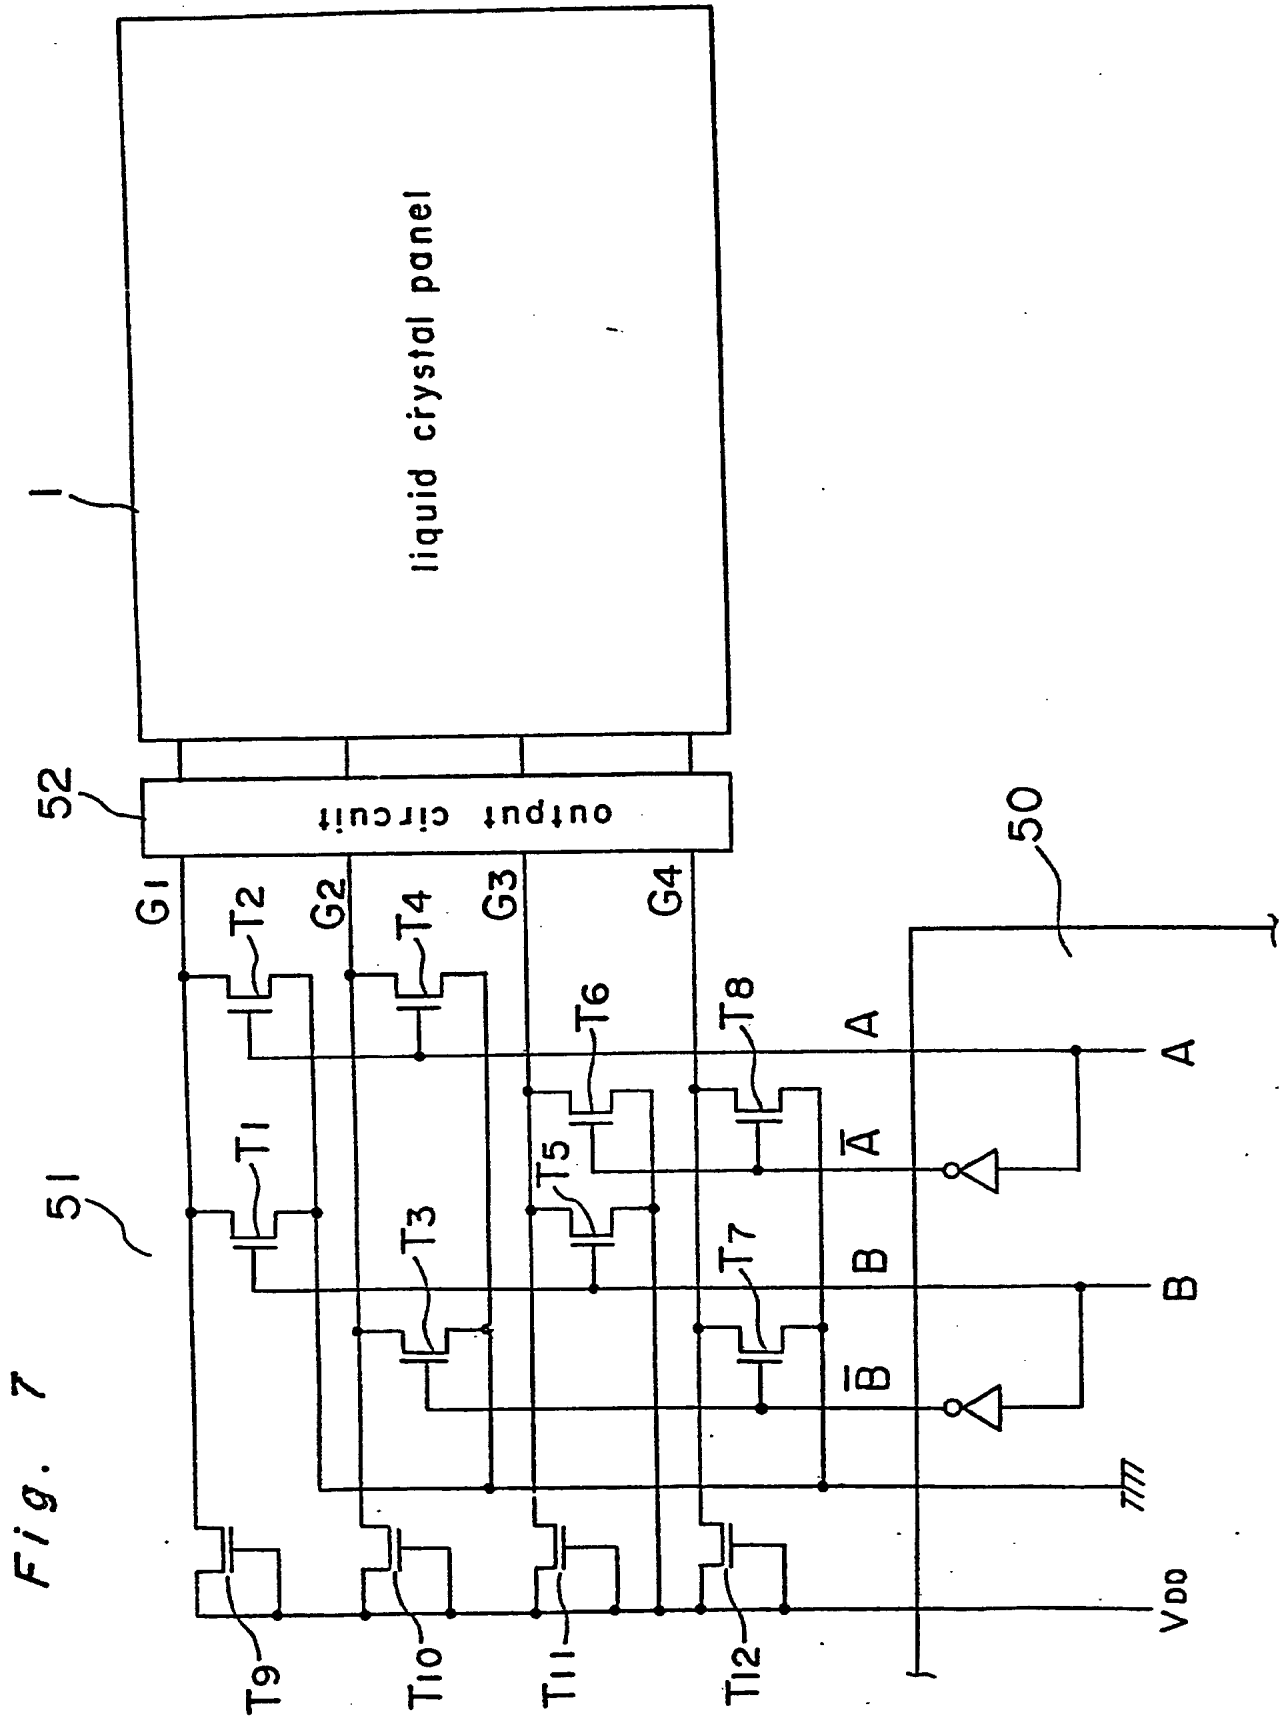 Fig. 7
1
liquid crystal panel
52
output circuit
51
G1
T2
T1
G2
T4
T3
G3
T6
T5
G4
T8
T7
T9
T10
T11
T12
A
A̅
B
B̅
50
A
B
VDD